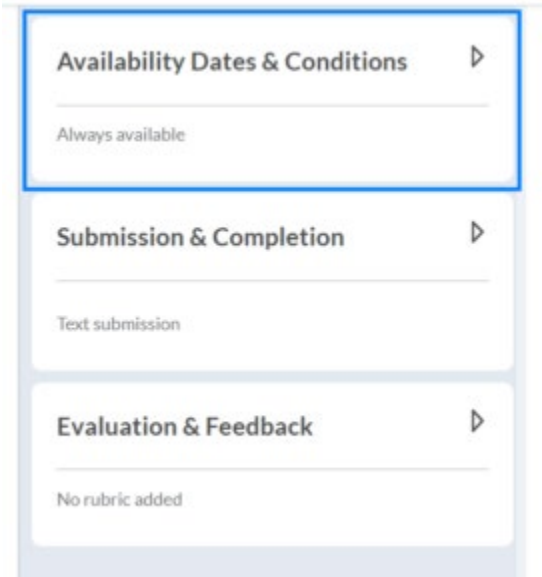 Availability Dates & Conditions
Always available
Submission & Completion
Text submission
Evaluation & Feedback
No rubric added